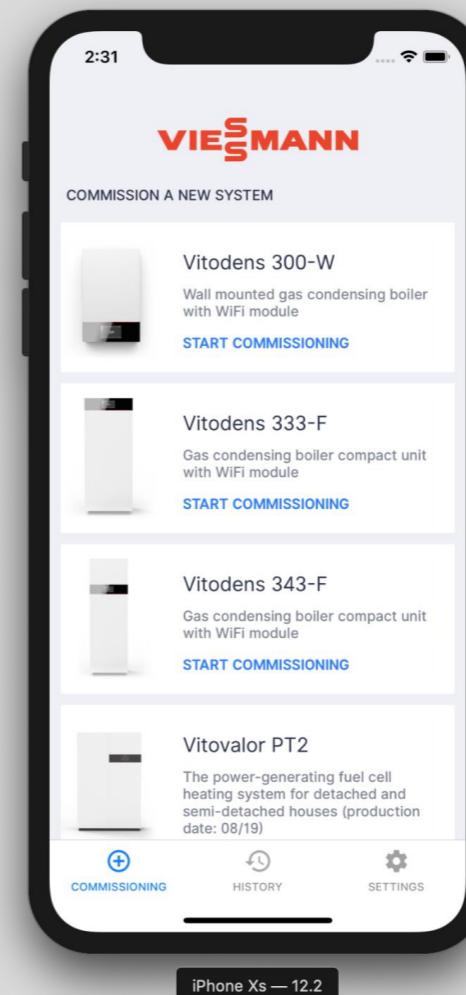 2:31
VIESSMANN
COMMISSION A NEW SYSTEM
Vitodens 300-W
Wall mounted gas condensing boiler
with WiFi module
START COMMISSIONING
Vitodens 333-F
Gas condensing boiler compact unit
with WiFi module
START COMMISSIONING
Vitodens 343-F
Gas condensing boiler compact unit
with WiFi module
START COMMISSIONING
Vitovalor PT2
The power-generating fuel cell
heating system for detached and
semi-detached houses (production
date: 08/19)
COMMISSIONING
HISTORY
SETTINGS
iPhone Xs — 12.2